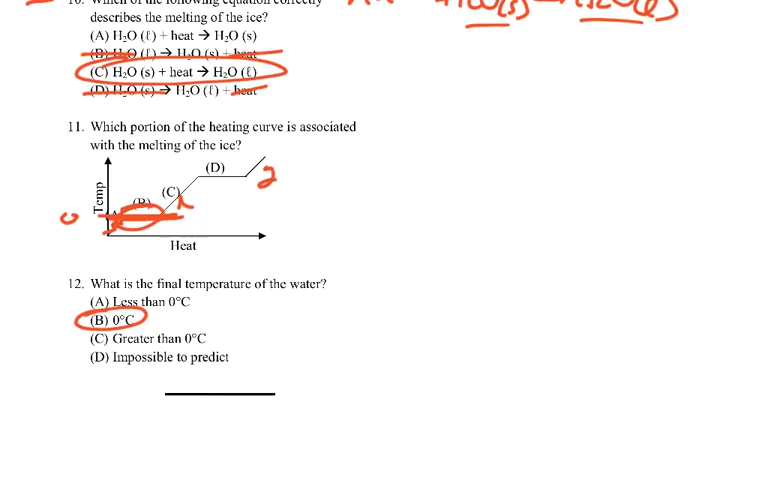 describes the melting of the ice?
(A) H₂O (ℓ) + heat → H₂O (s)
(B) H₂O (ℓ) → H₂O (s) + heat
(C) H₂O (s) + heat → H₂O (ℓ)
(D) H₂O (s) → H₂O (ℓ) + heat
11. Which portion of the heating curve is associated
with the melting of the ice?
(D)
(C)
(B)
Temp
0
Heat
12. What is the final temperature of the water?
(A) Less than 0°C
(B) 0°C
(C) Greater than 0°C
(D) Impossible to predict